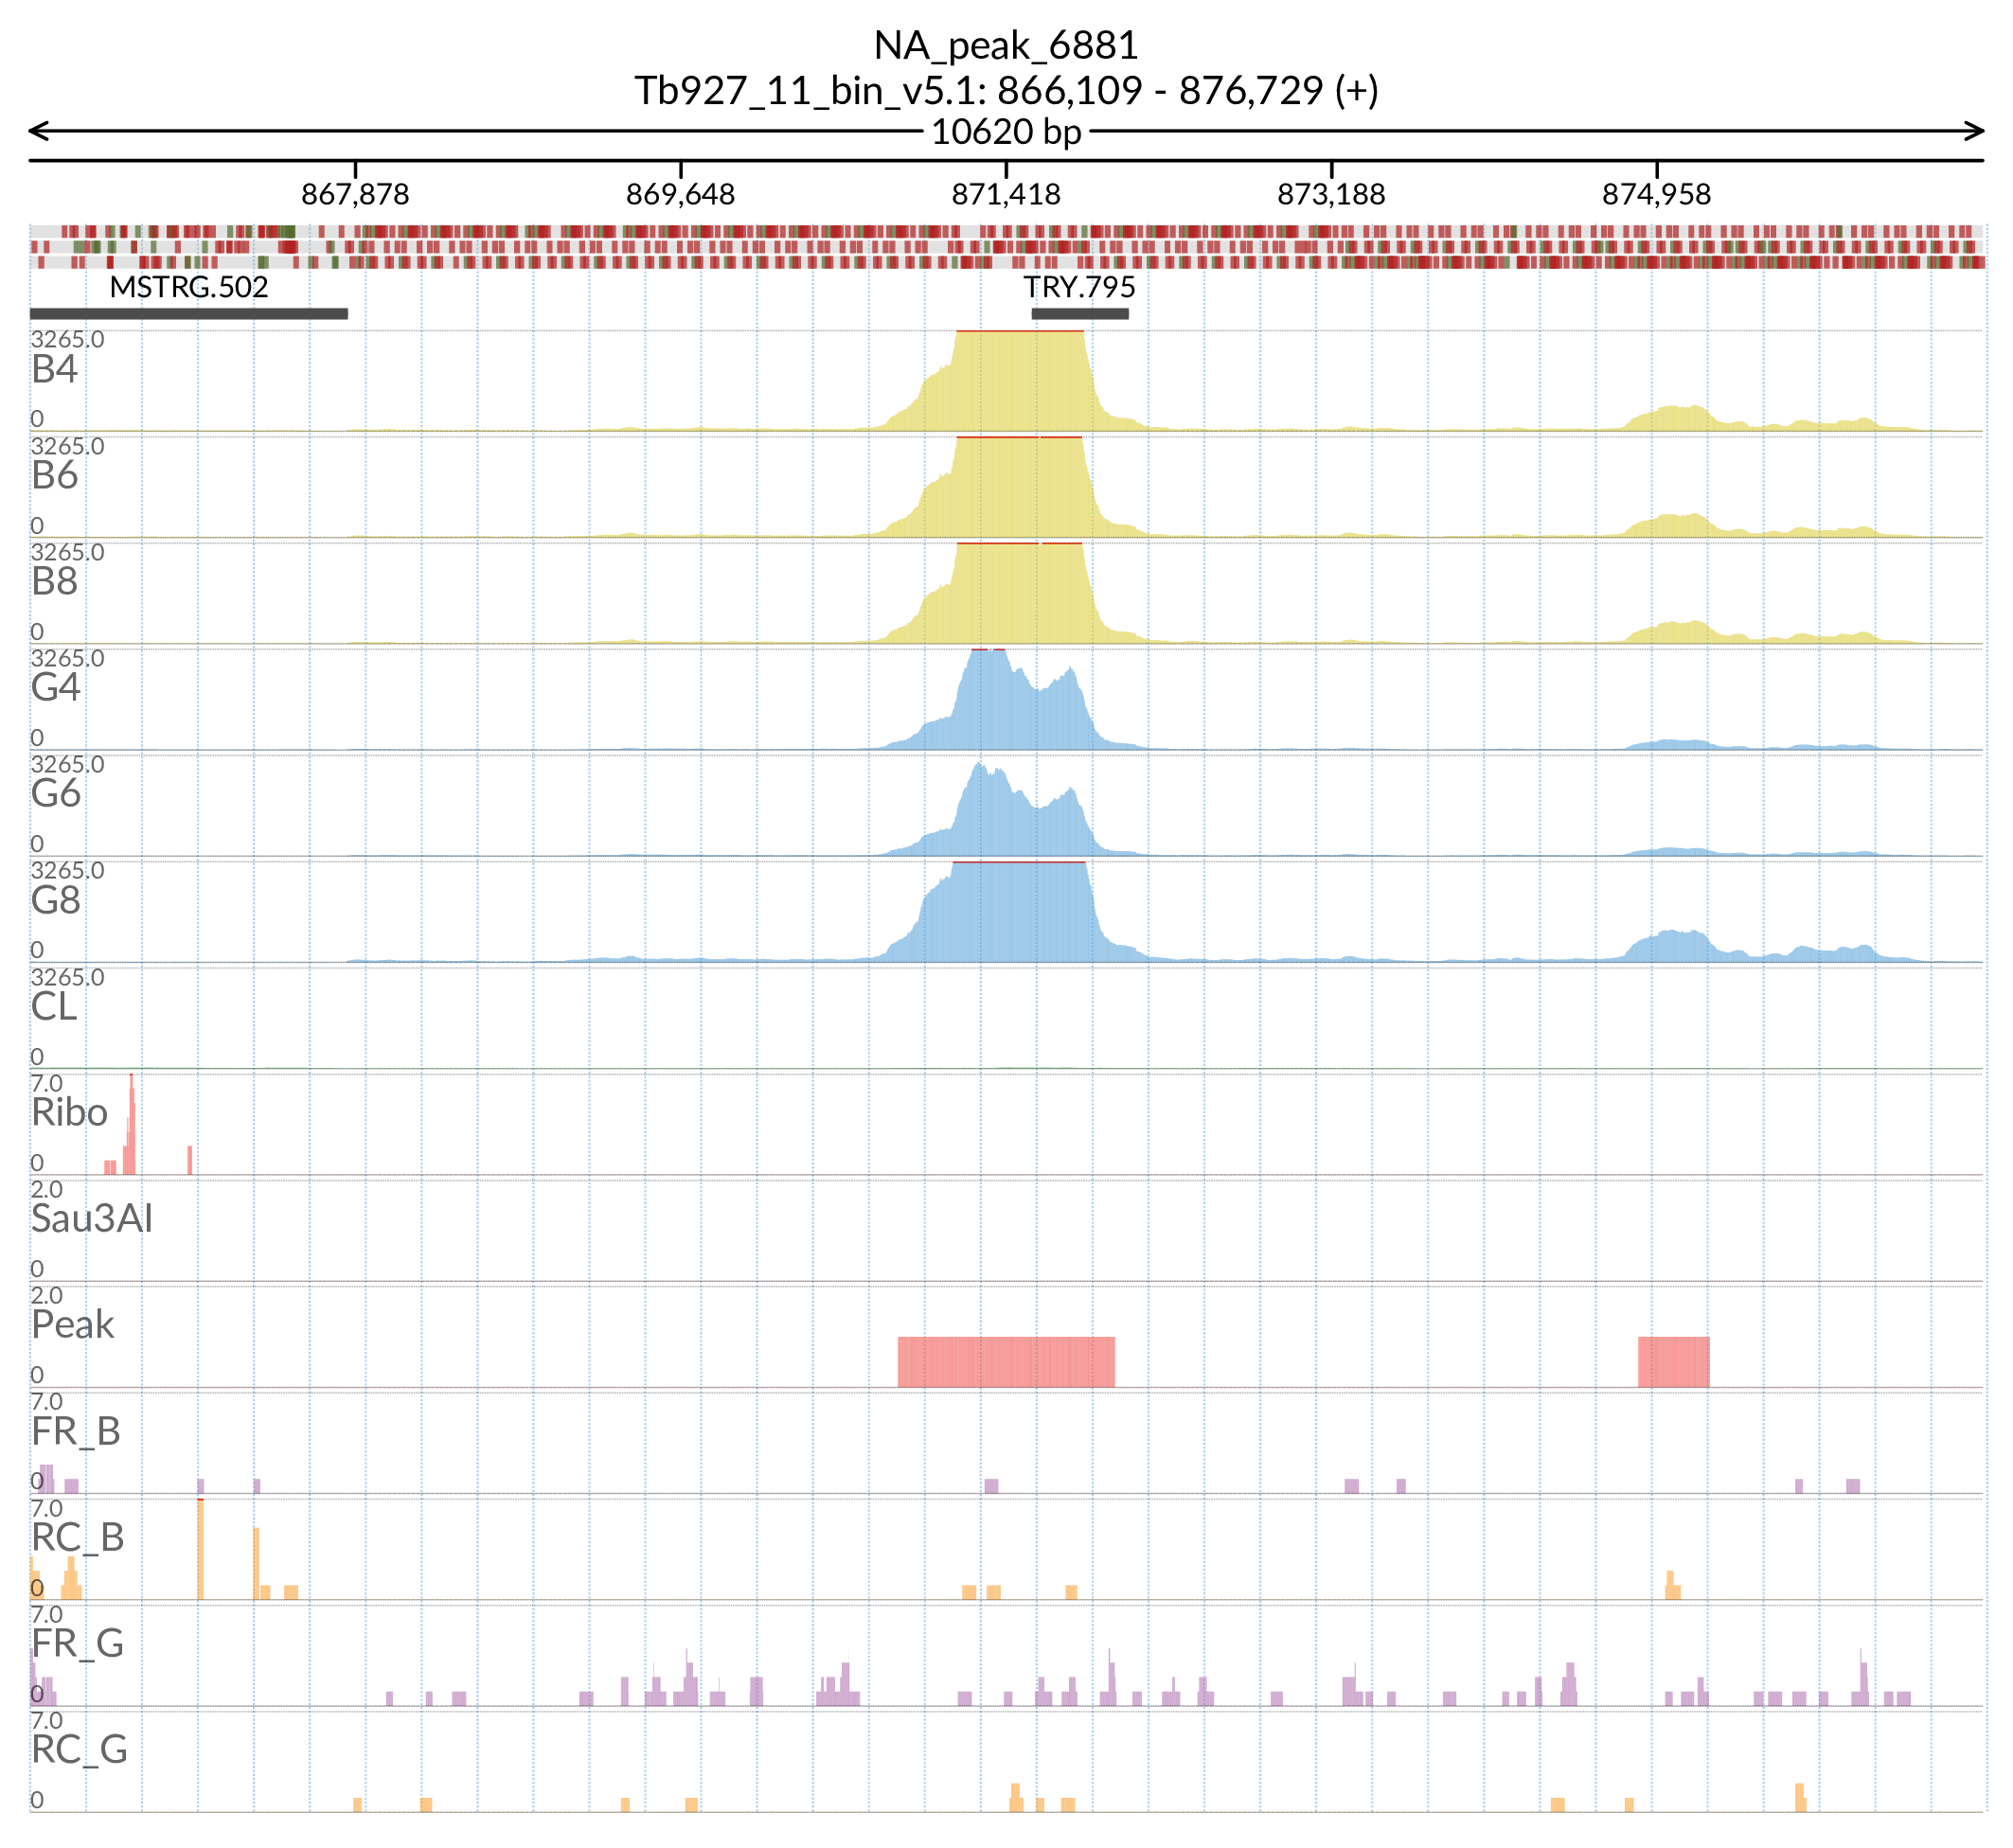 NA_peak_6881
Tb927_11_bin_v5.1: 866,109 - 876,729 (+)
10620 bp
867,878 869,648 871,418 873,188 874,958
MSTRG.502 TRY.795
3265.0
B4
0
3265.0
B6
0
3265.0
B8
0
3265.0
G4
0
3265.0
G6
0
3265.0
G8
0
3265.0
CL
0
7.0
Ribo
0
2.0
Sau3AI
0
2.0
Peak
0
7.0
FR_B
0
7.0
RC_B
0
7.0
FR_G
0
7.0
RC_G
0